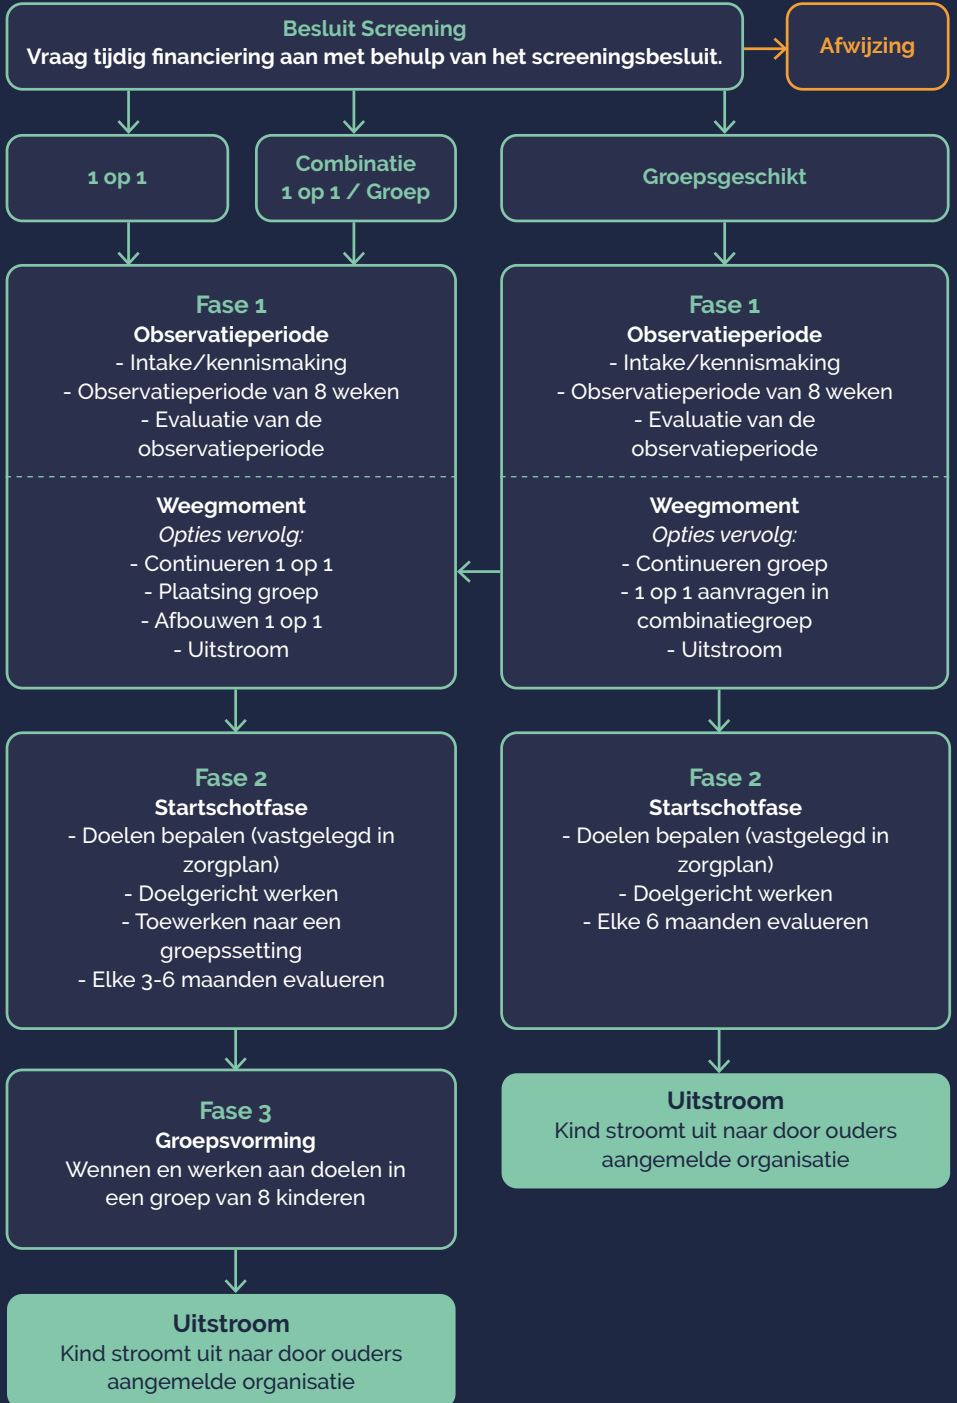 Besluit Screening
Vraag tijdig financiering aan met behulp van het screeningsbesluit.
Afwijzing
1 op 1
Combinatie
1 op 1 / Groep
Groepsgeschikt
Fase 1
Observatieperiode
- Intake/kennismaking
- Observatieperiode van 8 weken
- Evaluatie van de
observatieperiode
Weegmoment
Opties vervolg:
- Continueren 1 op 1
- Plaatsing groep
- Afbouwen 1 op 1
- Uitstroom
Fase 1
Observatieperiode
- Intake/kennismaking
- Observatieperiode van 8 weken
- Evaluatie van de
observatieperiode
Weegmoment
Opties vervolg:
- Continueren groep
- 1 op 1 aanvragen in
combinatiegroep
- Uitstroom
Fase 2
Startschotfase
- Doelen bepalen (vastgelegd in
zorgplan)
- Doelgericht werken
- Toewerken naar een
groepssetting
- Elke 3-6 maanden evalueren
Fase 2
Startschotfase
- Doelen bepalen (vastgelegd in
zorgplan)
- Doelgericht werken
- Elke 6 maanden evalueren
Fase 3
Groepsvorming
Wennen en werken aan doelen in
een groep van 8 kinderen
Uitstroom
Kind stroomt uit naar door ouders
aangemelde organisatie
Uitstroom
Kind stroomt uit naar door ouders
aangemelde organisatie